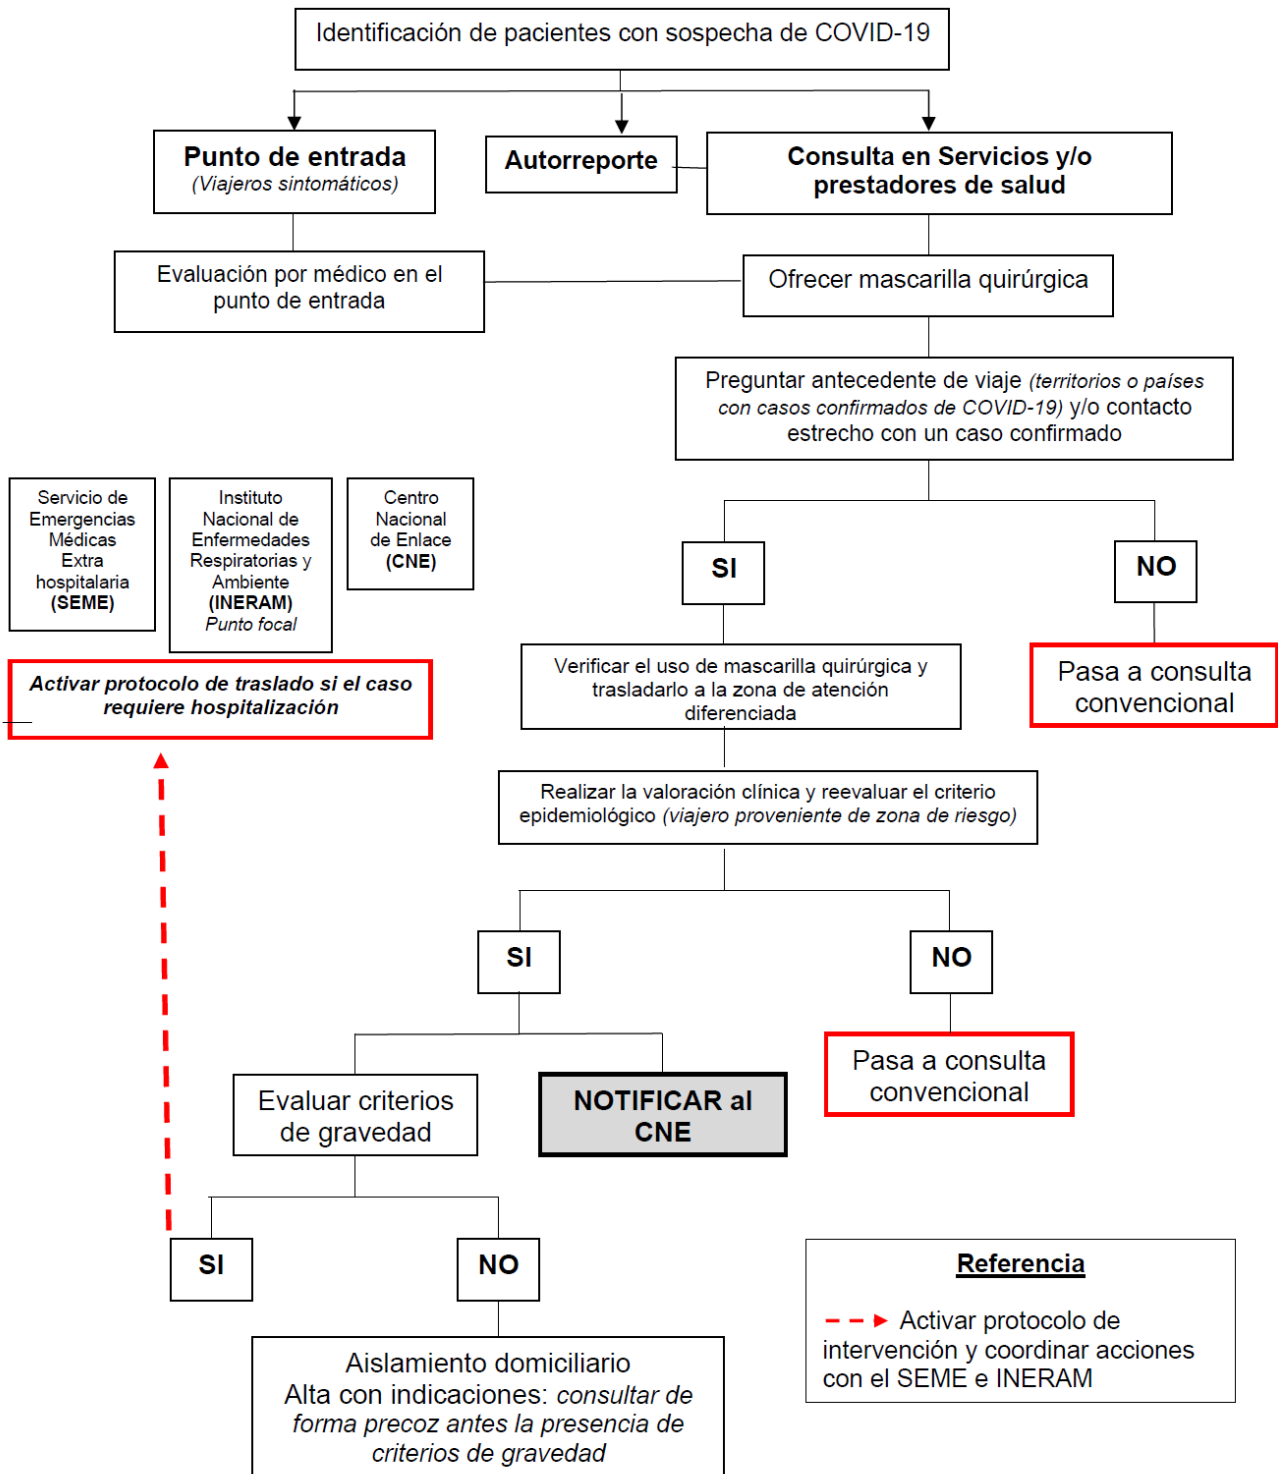 Identificación de pacientes con sospecha de COVID-19
Punto de entrada
(Viajeros sintomáticos)
Autorreporte
Consulta en Servicios y/o
prestadores de salud
Evaluación por médico en el
punto de entrada
Ofrecer mascarilla quirúrgica
Preguntar antecedente de viaje (territorios o países
con casos confirmados de COVID-19) y/o contacto
estrecho con un caso confirmado
Servicio de
Emergencias
Médicas
Extra
hospitalaria
(SEME)
Instituto
Nacional de
Enfermedades
Respiratorias y
Ambiente
(INERAM)
Punto focal
Centro
Nacional
de Enlace
(CNE)
SI
NO
Activar protocolo de traslado si el caso
requiere hospitalización
Verificar el uso de mascarilla quirúrgica y
trasladarlo a la zona de atención
diferenciada
Pasa a consulta
convencional
Realizar la valoración clínica y reevaluar el criterio
epidemiológico (viajero proveniente de zona de riesgo)
SI
NO
Evaluar criterios
de gravedad
NOTIFICAR al
CNE
Pasa a consulta
convencional
SI
NO
Aislamiento domiciliario
Alta con indicaciones: consultar de
forma precoz antes la presencia de
criterios de gravedad
Referencia
Activar protocolo de
intervención y coordinar acciones
con el SEME e INERAM